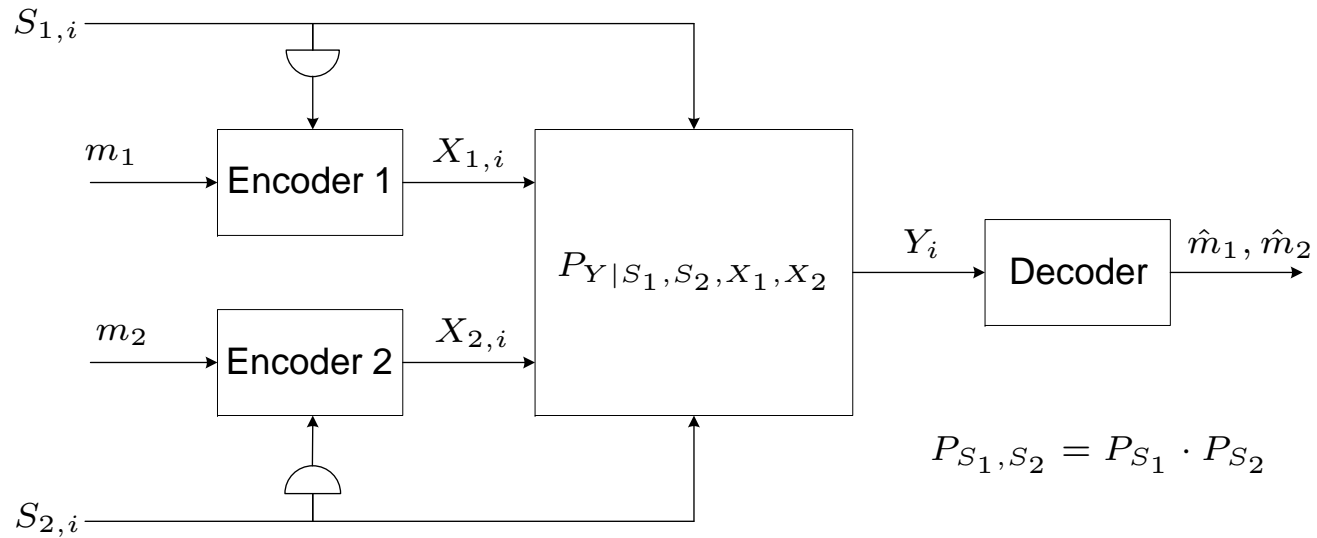 S_{1,i}
m_1
Encoder 1
X_{1,i}
P_{Y|S_1,S_2,X_1,X_2}
Y_i
Decoder
\hat{m}_1, \hat{m}_2
m_2
Encoder 2
X_{2,i}
P_{S_1,S_2} = P_{S_1} · P_{S_2}
S_{2,i}